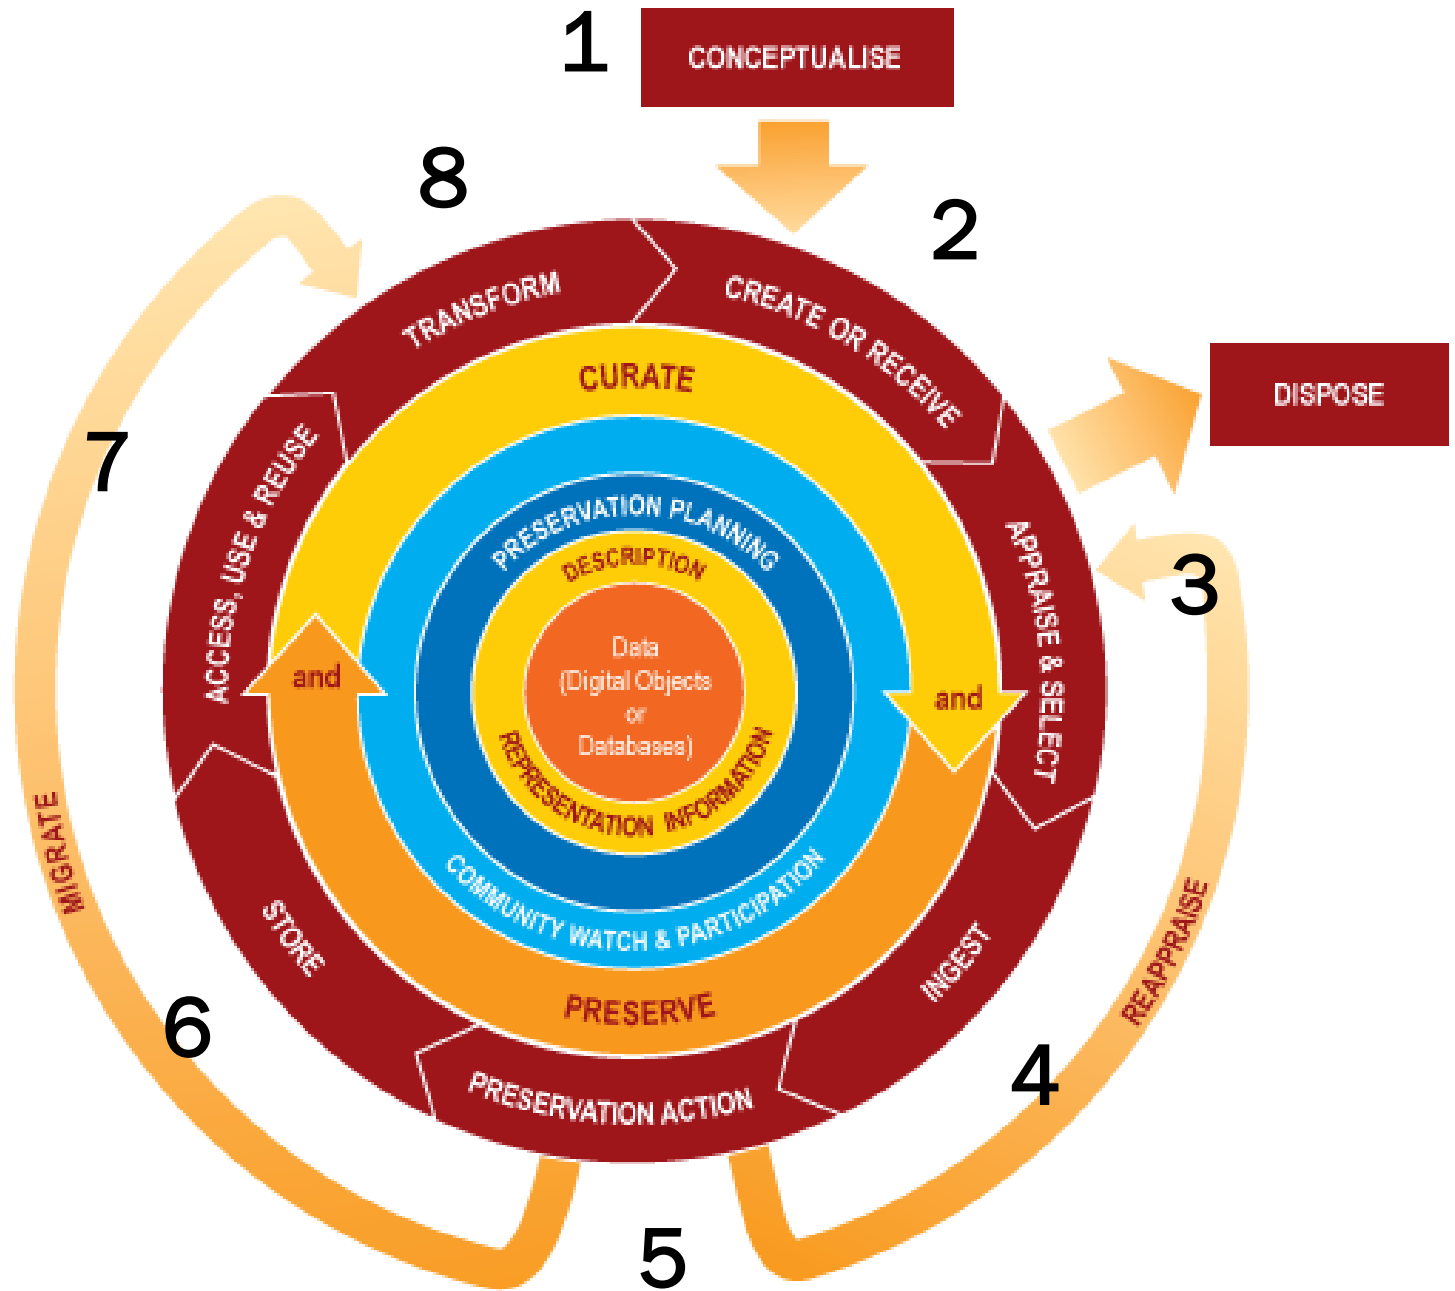 1
CONCEPTUALISE
8
2
TRANSFORM
CREATE OR RECEIVE
DISPOSE
CURATE
7
ACCESS, USE & REUSE
PRESERVATION PLANNING
DESCRIPTION
APPRAISE & SELECT
3
Data
(Digital Objects
or
Databases)
and
and
REPRESENTATION INFORMATION
MIGRATE
COMMUNITY WATCH & PARTICIPATION
STORE
INGEST
REAPPRAISE
PRESERVE
6
4
PRESERVATION ACTION
5